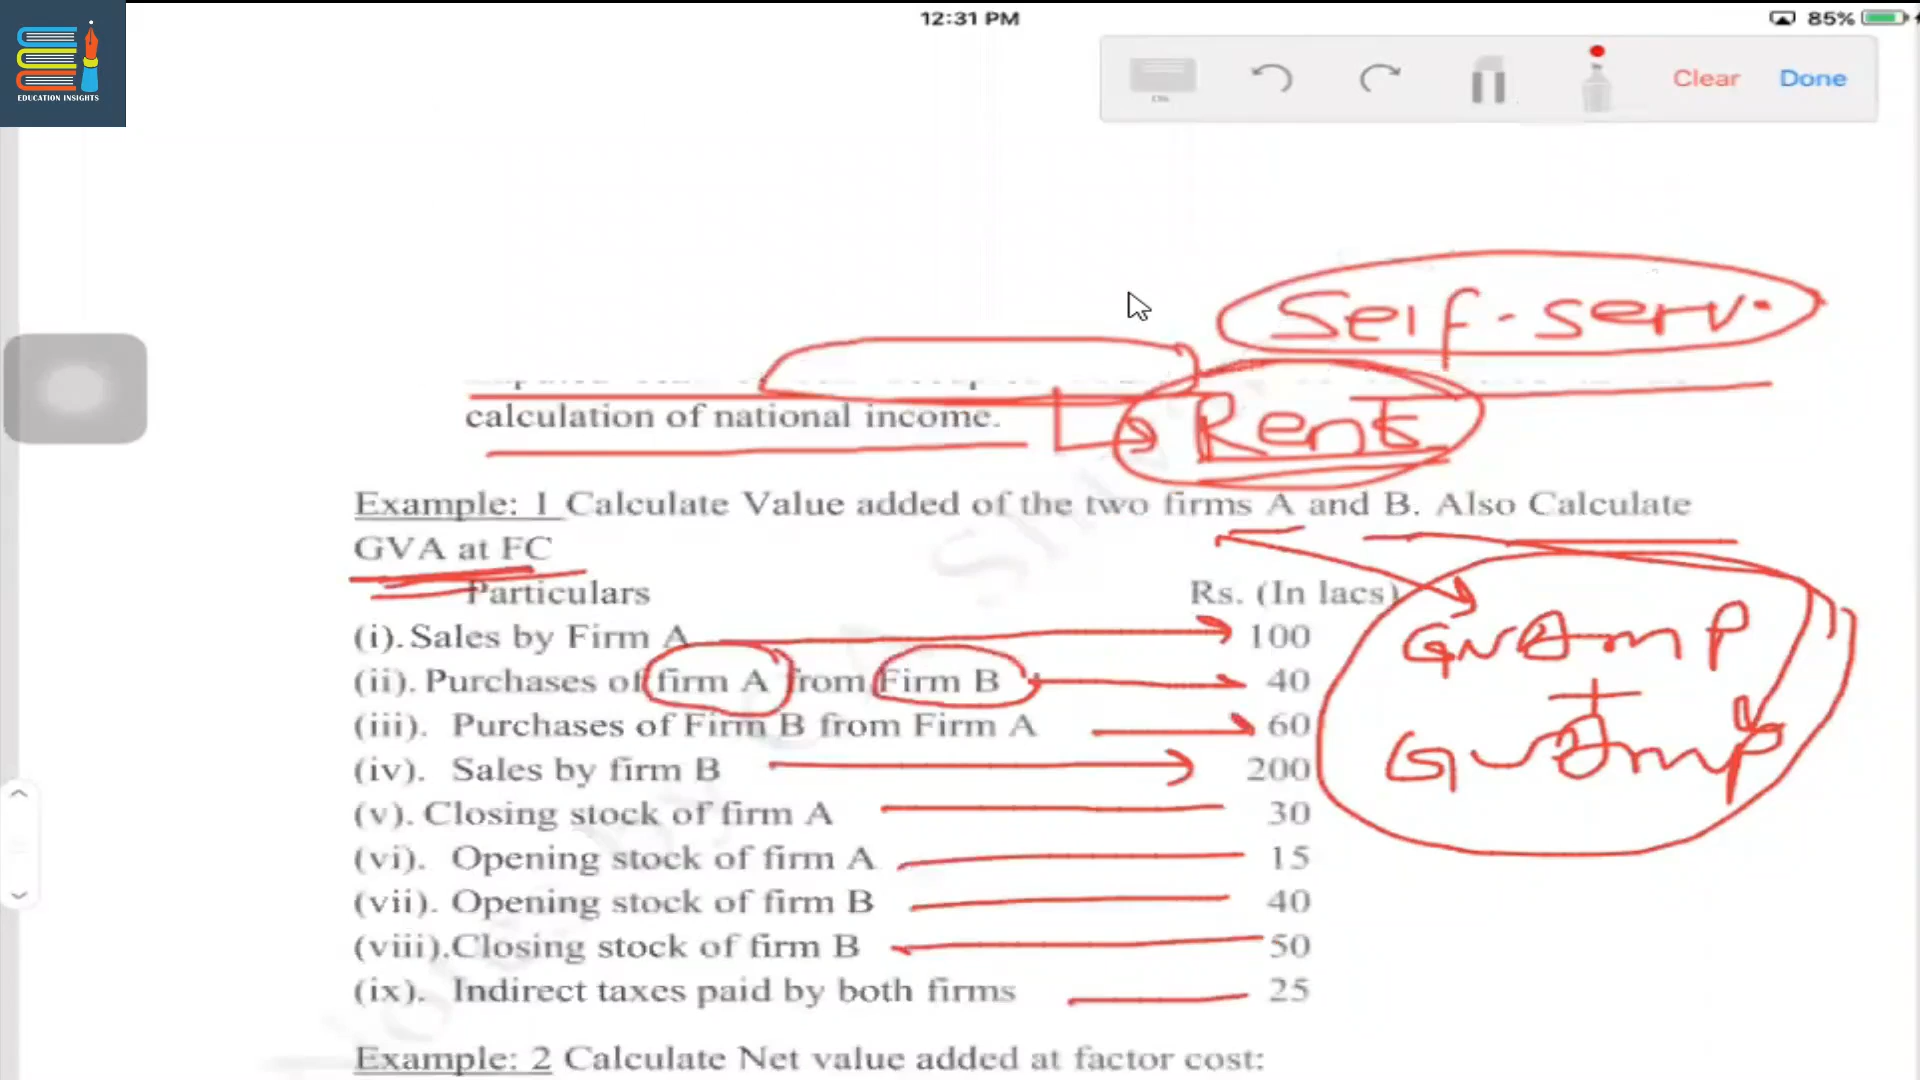 12:31 PM
85%
EDUCATION INSIGHTS
Clear
Done
Self-serv.
calculation of national income.
Rent
Example: 1 Calculate Value added of the two firms A and B. Also Calculate
GVA at FC
Particulars Rs. (In lacs)
(i). Sales by Firm A 100
(ii). Purchases of firm A from Firm B 40
(iii). Purchases of Firm B from Firm A 60
(iv). Sales by firm B 200
(v). Closing stock of firm A 30
(vi). Opening stock of firm A 15
(vii). Opening stock of firm B 40
(viii).Closing stock of firm B 50
(ix). Indirect taxes paid by both firms 25
GVAmp
+
GVAmp
Example: 2 Calculate Net value added at factor cost: